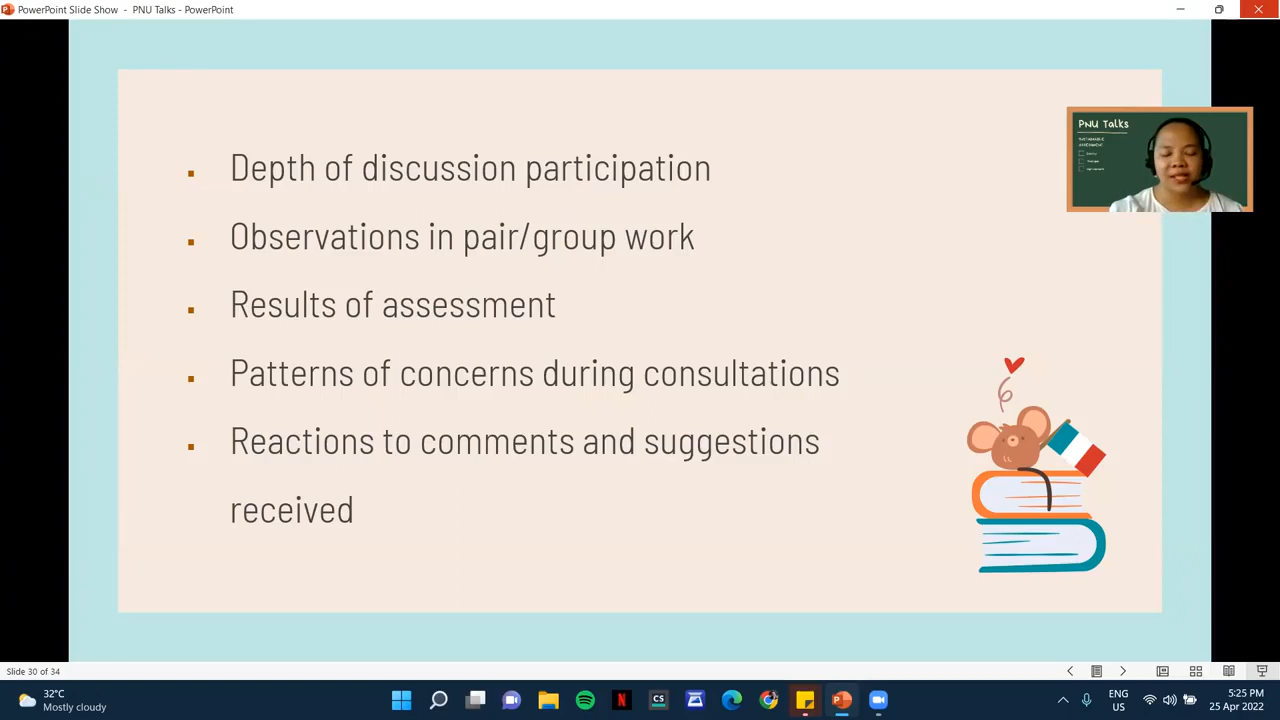 PowerPoint Slide Show - PNU Talks - PowerPoint
PNU Talks
Depth of discussion participation
Observations in pair/group work
Results of assessment
Patterns of concerns during consultations
Reactions to comments and suggestions
received
Slide 30 of 34
32°C
Mostly cloudy
N
CS
ENG
US
5:25 PM
25 Apr 2022